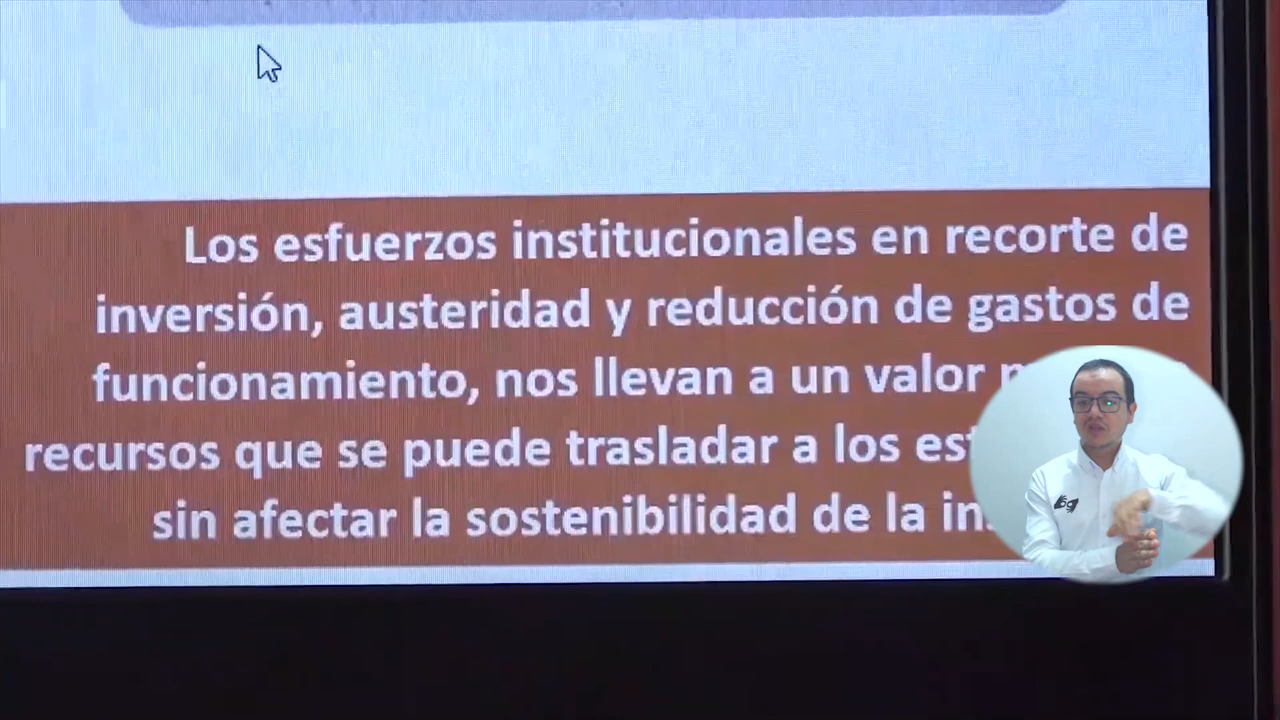 Los esfuerzos institucionales en recorte de
inversión, austeridad y reducción de gastos de
funcionamiento, nos llevan a un valor
recursos que se puede trasladar a los
sin afectar la sostenibilidad de la